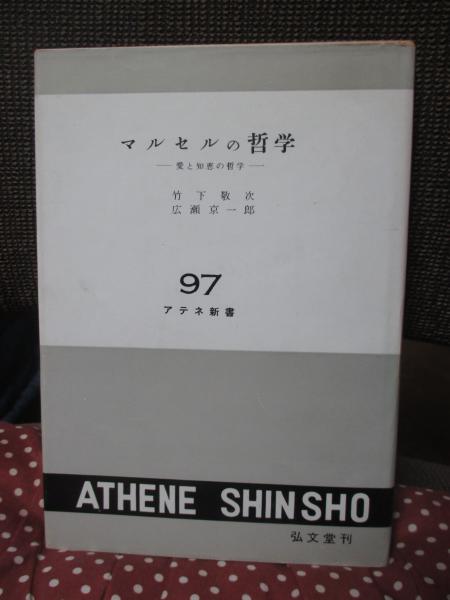 マルセルの哲学
―愛と知恵の哲学―
竹下敬次
広瀬京一郎
97
アテネ新書
ATHENE SHINSHO
弘文堂刊